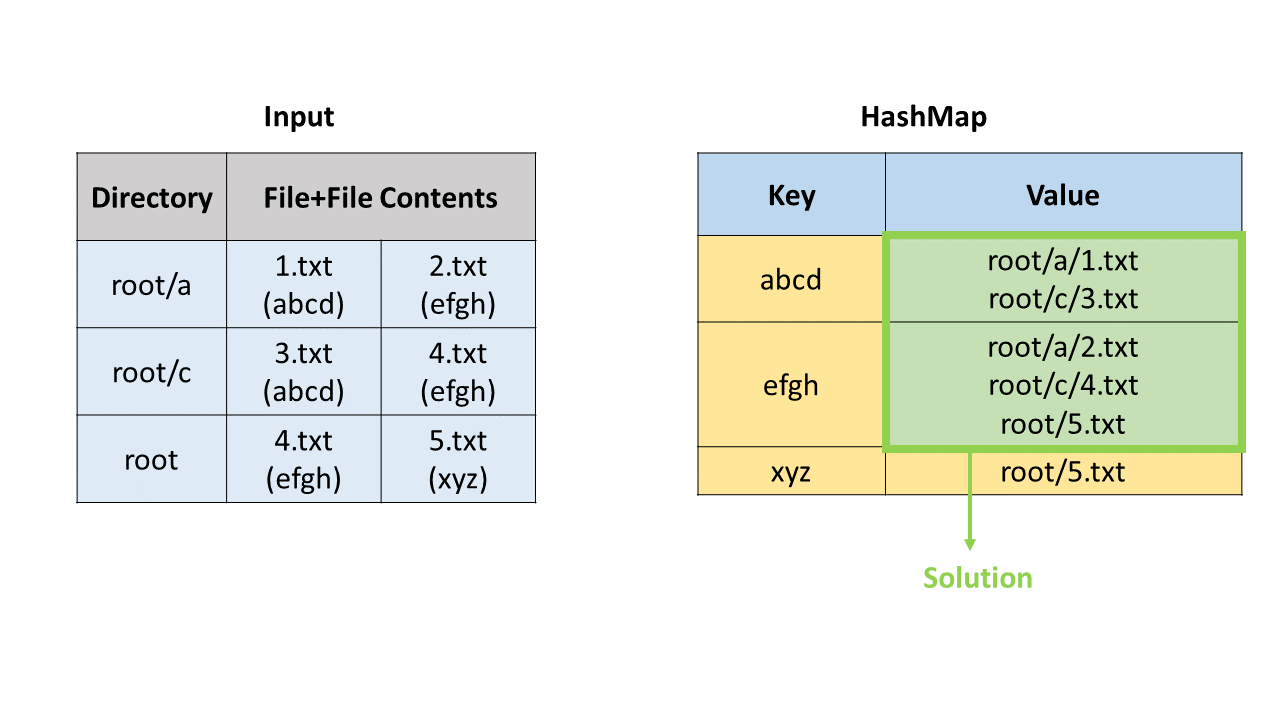 Input
Directory File+File Contents
root/a 1.txt 2.txt
(abcd) (efgh)
root/c 3.txt 4.txt
(abcd) (efgh)
root 4.txt 5.txt
(efgh) (xyz)
HashMap
Key Value
abcd root/a/1.txt
root/c/3.txt
efgh root/a/2.txt
root/c/4.txt
root/5.txt
xyz root/5.txt
Solution